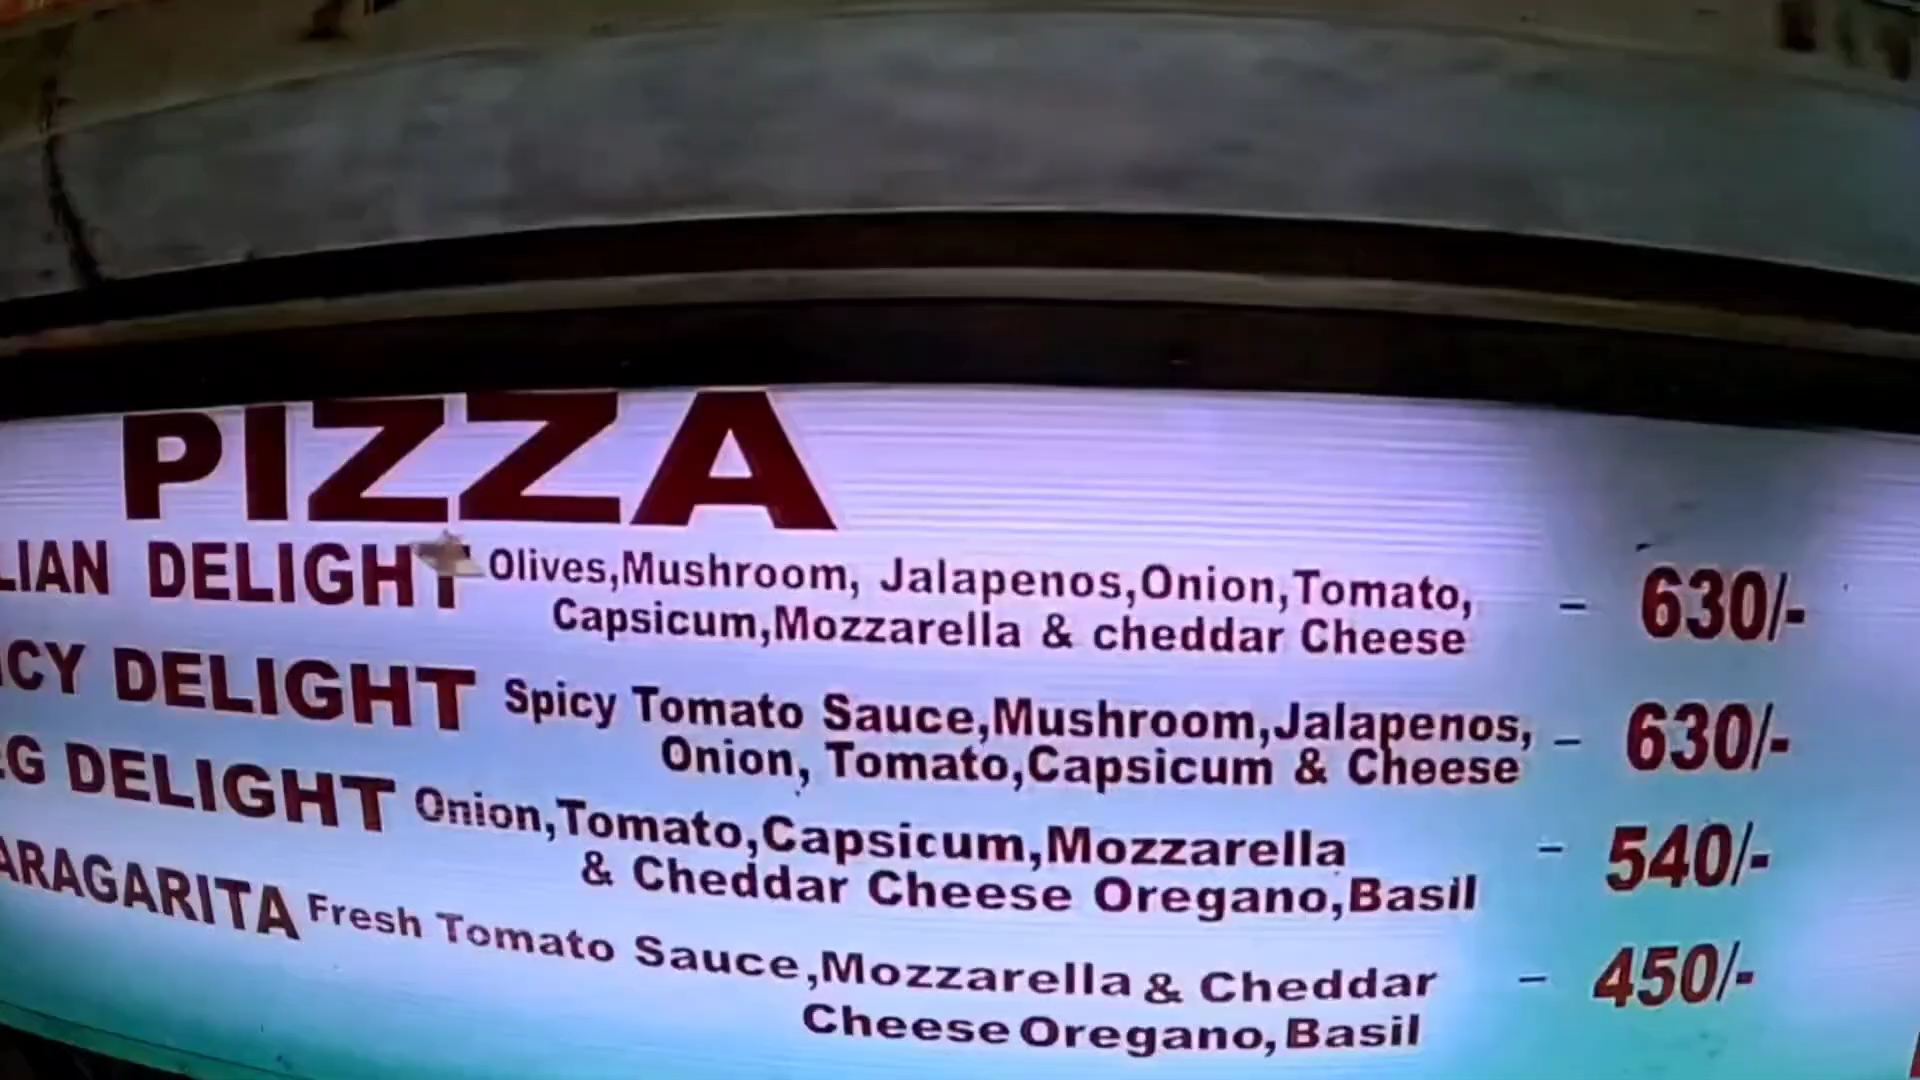 PIZZA
LIAN DELIGHT Olives,Mushroom, Jalapenos,Onion,Tomato, - 630/-
Capsicum,Mozzarella & cheddar Cheese
CY DELIGHT Spicy Tomato Sauce,Mushroom,Jalapenos, - 630/-
Onion, Tomato,Capsicum & Cheese
G DELIGHT Onion,Tomato,Capsicum,Mozzarella - 540/-
& Cheddar Cheese Oregano,Basil
ARAGARITA Fresh Tomato Sauce,Mozzarella & Cheddar - 450/-
Cheese Oregano,Basil